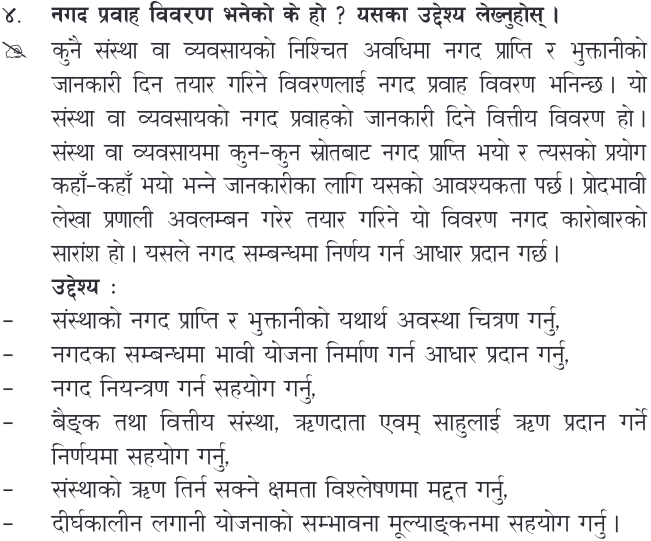 ४. नगद प्रवाह विवरण भनेको के हो ? यसका उद्देश्य लेख्नुहोस् ।
कुनै संस्था वा व्यवसायको निश्चित अवधिमा नगद प्राप्ति र भुक्तानीको
जानकारी दिन तयार गरिने विवरणलाई नगद प्रवाह विवरण भनिन्छ । यो
संस्था वा व्यवसायको नगद प्रवाहको जानकारी दिने वित्तीय विवरण हो ।
संस्था वा व्यवसायमा कुन-कुन स्रोतबाट नगद प्राप्ति भयो र त्यसको प्रयोग
कहाँ-कहाँ भयो भन्ने जानकारीका लागि यसको आवश्यकता पर्छ । प्रोदभावी
लेखा प्रणाली अवलम्बन गरेर तयार गरिने यो विवरण नगद कारोबारको
सारांश हो । यसले नगद सम्बन्धमा निर्णय गर्न आधार प्रदान गर्छ ।
उद्देश्य :
- संस्थाको नगद प्राप्ति र भुक्तानीको यथार्थ अवस्था चित्रण गर्नु,
- नगदका सम्बन्धमा भावी योजना निर्माण गर्न आधार प्रदान गर्नु,
- नगद नियन्त्रण गर्न सहयोग गर्नु,
- बैङ्क तथा वित्तीय संस्था, ऋणदाता एवम् साहुलाई ऋण प्रदान गर्ने
निर्णयमा सहयोग गर्नु,
- संस्थाको ऋण तिर्न सक्ने क्षमता विश्लेषणमा मद्दत गर्नु,
- दीर्घकालीन लगानी योजनाको सम्भावना मूल्याङ्कनमा सहयोग गर्नु ।